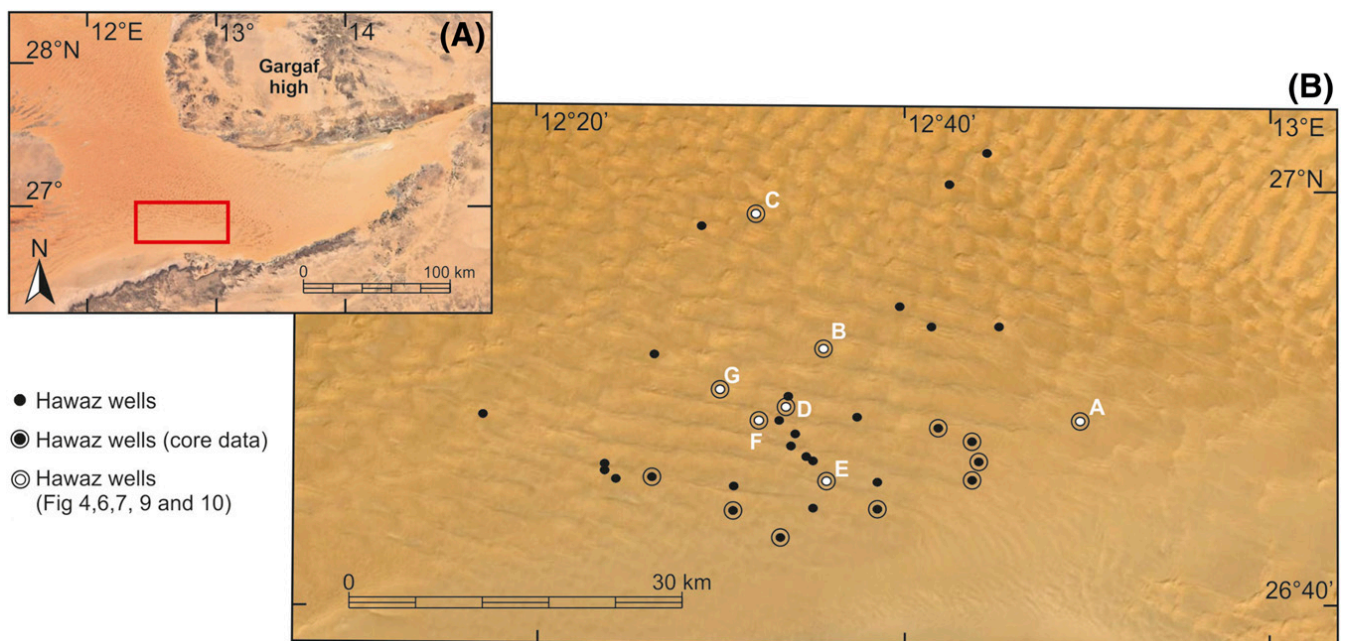 12°E
13°
14
(A)
28°N
Gargaf
high
27°
N
0
100 km
(B)
12°20'
12°40'
13°E
27°N
C
B
G
D
A
F
E
Hawaz wells
Hawaz wells (core data)
Hawaz wells
(Fig 4,6,7, 9 and 10)
0
30 km
26°40'